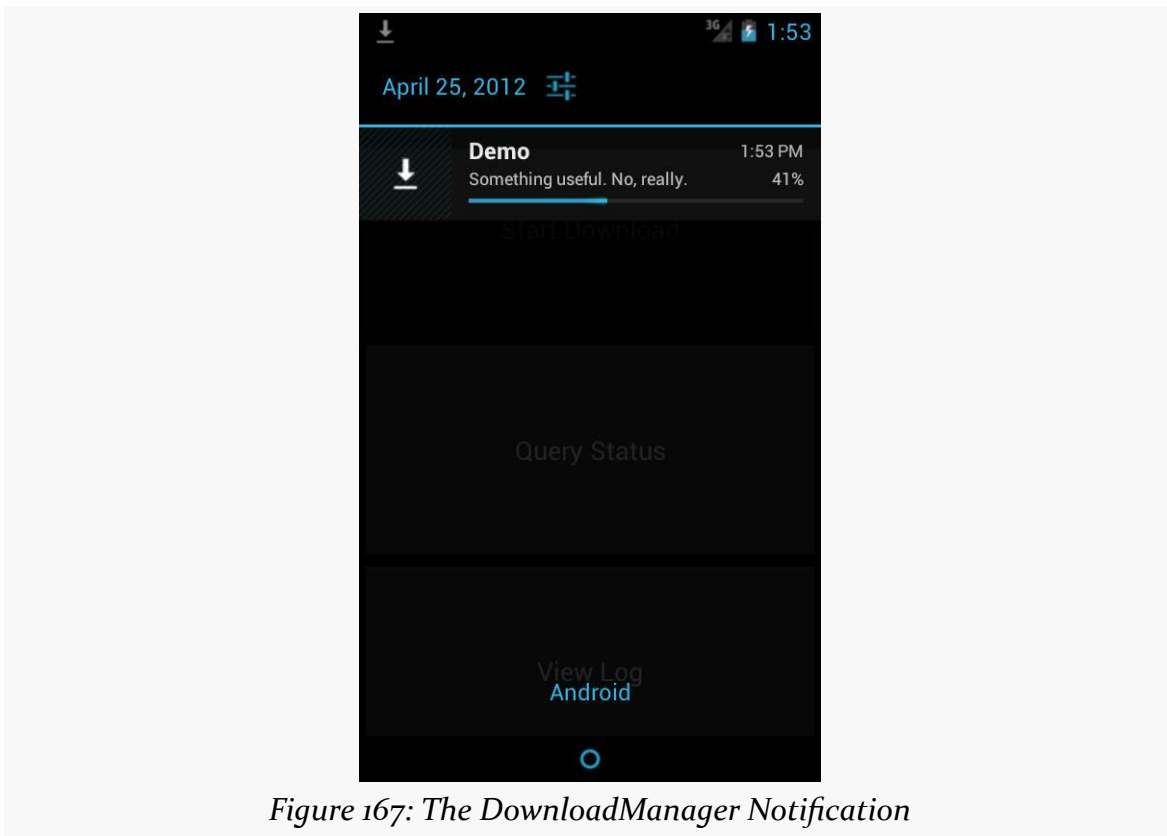 3G 1:53
April 25, 2012
Demo 1:53 PM
Something useful. No, really. 41%
Start Download
Query Status
View Log
Android
Figure 167: The DownloadManager Notification